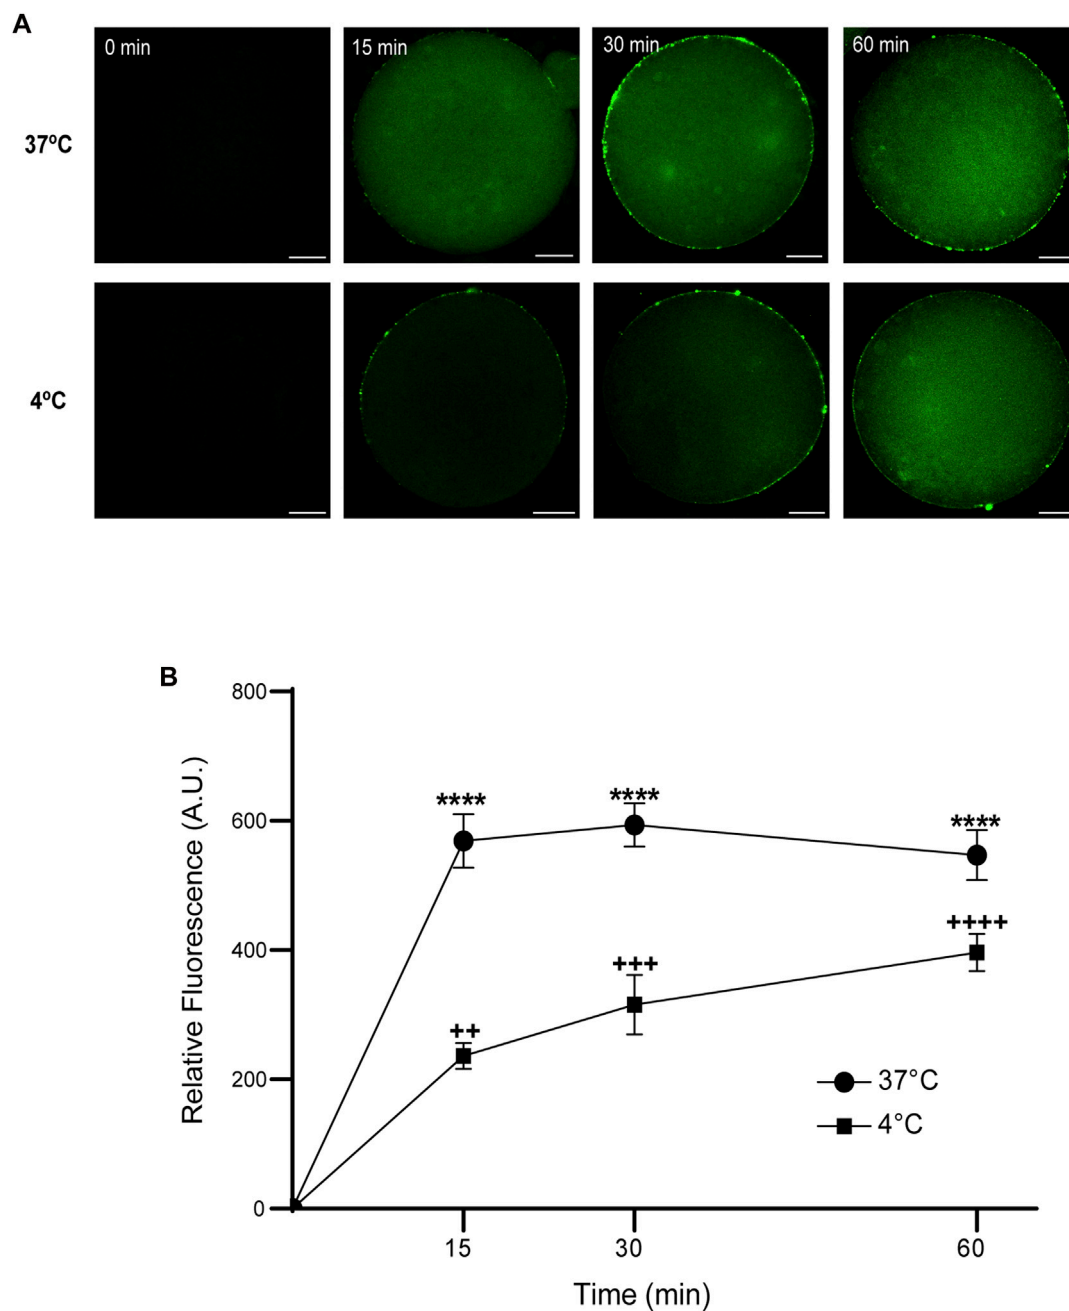 A
0 min 15 min 30 min 60 min
37ºC
4ºC
B
800
600
400
200
0
Relative Fluorescence (A.U.)
**** **** ****
++ +++ ++++
37°C
4°C
15 30 60
Time (min)